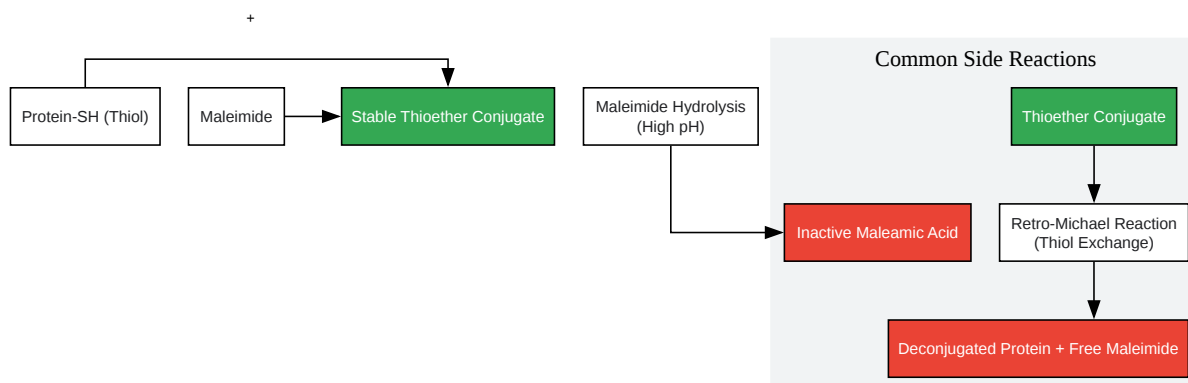 +
Common Side Reactions
Protein-SH (Thiol)
Maleimide
Stable Thioether Conjugate
Maleimide Hydrolysis
(High pH)
Thioether Conjugate
Inactive Maleamic Acid
Retro-Michael Reaction
(Thiol Exchange)
Deconjugated Protein + Free Maleimide